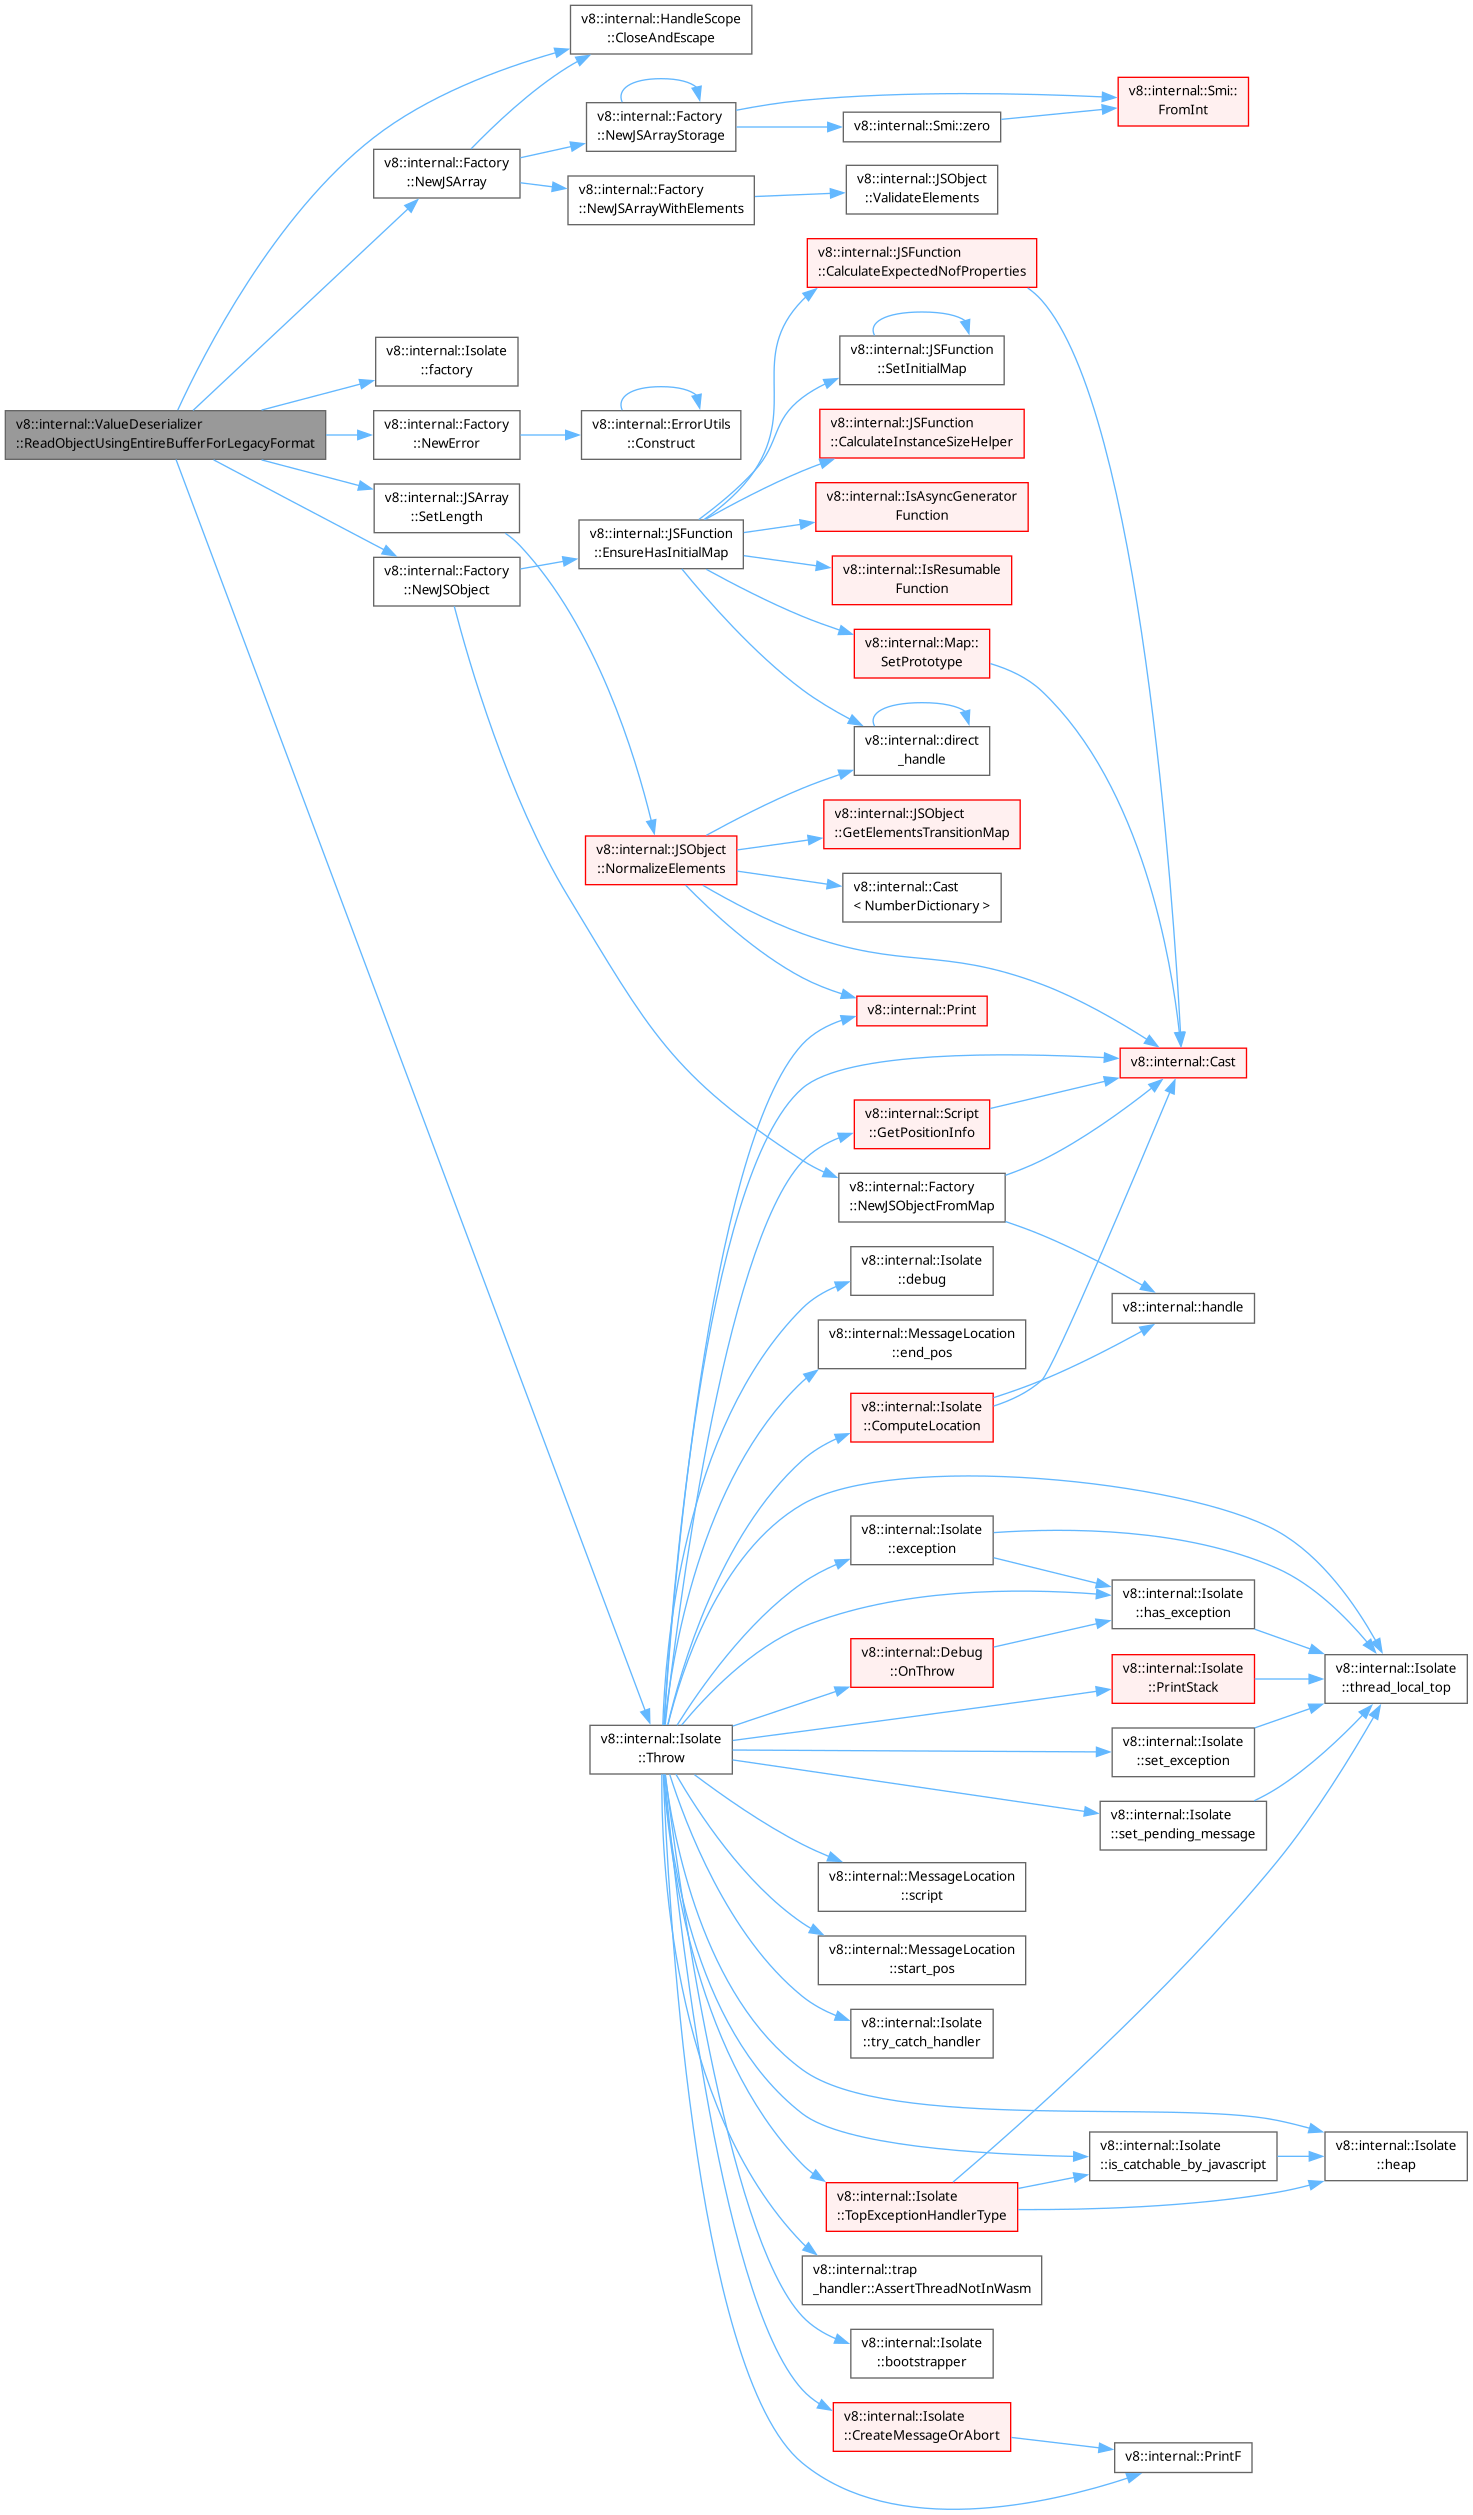 v8::internal::HandleScope
::CloseAndEscape
v8::internal::Factory
::NewJSArrayStorage
v8::internal::Smi::
FromInt
v8::internal::Smi::zero
v8::internal::Factory
::NewJSArray
v8::internal::Factory
::NewJSArrayWithElements
v8::internal::JSObject
::ValidateElements
v8::internal::JSFunction
::CalculateExpectedNofProperties
v8::internal::Isolate
::factory
v8::internal::JSFunction
::SetInitialMap
v8::internal::ValueDeserializer
::ReadObjectUsingEntireBufferForLegacyFormat
v8::internal::Factory
::NewError
v8::internal::ErrorUtils
::Construct
v8::internal::JSFunction
::CalculateInstanceSizeHelper
v8::internal::JSArray
::SetLength
v8::internal::IsAsyncGenerator
Function
v8::internal::JSFunction
::EnsureHasInitialMap
v8::internal::Factory
::NewJSObject
v8::internal::IsResumable
Function
v8::internal::Map::
SetPrototype
v8::internal::direct
_handle
v8::internal::JSObject
::GetElementsTransitionMap
v8::internal::JSObject
::NormalizeElements
v8::internal::Cast
< NumberDictionary >
v8::internal::Print
v8::internal::Cast
v8::internal::Script
::GetPositionInfo
v8::internal::Factory
::NewJSObjectFromMap
v8::internal::Isolate
::debug
v8::internal::handle
v8::internal::MessageLocation
::end_pos
v8::internal::Isolate
::ComputeLocation
v8::internal::Isolate
::exception
v8::internal::Isolate
::has_exception
v8::internal::Debug
::OnThrow
v8::internal::Isolate
::PrintStack
v8::internal::Isolate
::thread_local_top
v8::internal::Isolate
::Throw
v8::internal::Isolate
::set_exception
v8::internal::Isolate
::set_pending_message
v8::internal::MessageLocation
::script
v8::internal::MessageLocation
::start_pos
v8::internal::Isolate
::try_catch_handler
v8::internal::Isolate
::is_catchable_by_javascript
v8::internal::Isolate
::heap
v8::internal::Isolate
::TopExceptionHandlerType
v8::internal::trap
_handler::AssertThreadNotInWasm
v8::internal::Isolate
::bootstrapper
v8::internal::Isolate
::CreateMessageOrAbort
v8::internal::PrintF